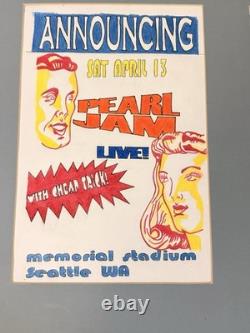 ANNOUNCING
SAT APRIL 13
PEARL
JAM
LIVE!
WITH CHEAP TRICK!
memorial stadium
Seattle WA